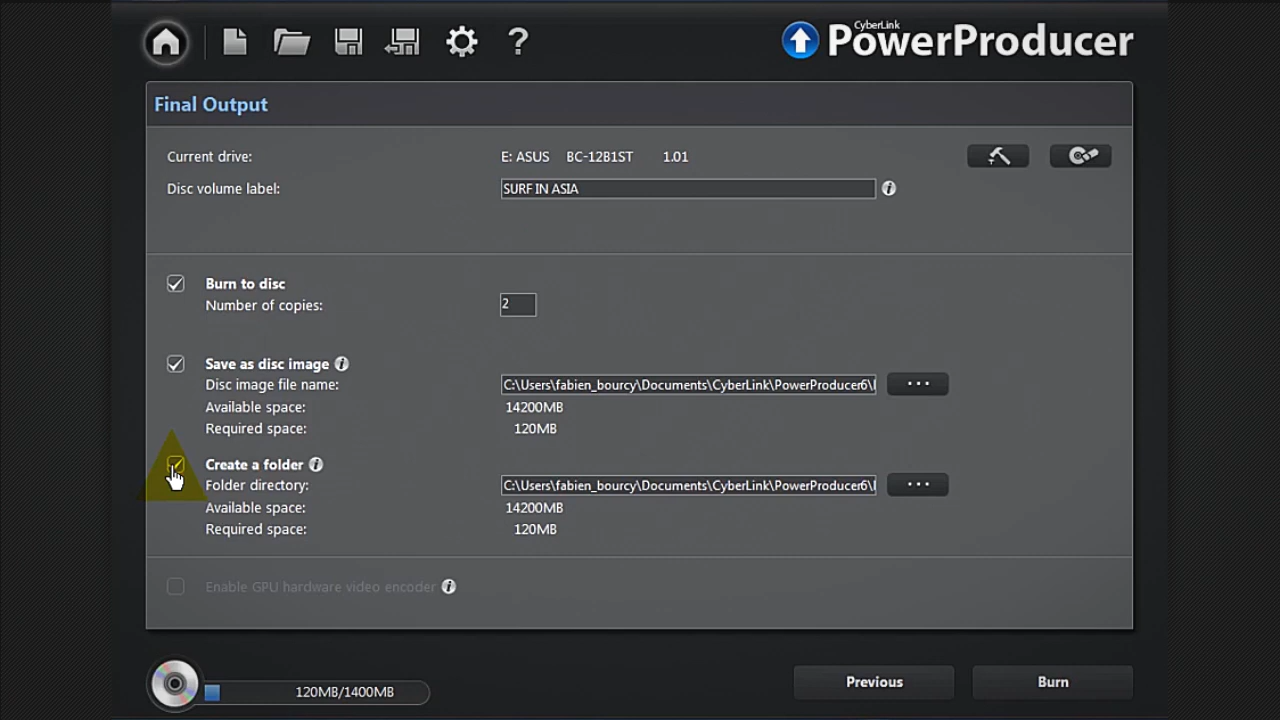 CyberLink
PowerProducer
Final Output
Current drive: E: ASUS BC-12B1ST 1.01
Disc volume label: SURF IN ASIA
Burn to disc
Number of copies: 2
Save as disc image
Disc image file name: C:\Users\fabien_bourcy\Documents\CyberLink\PowerProducer6\
Available space: 14200MB
Required space: 120MB
Create a folder
Folder directory: C:\Users\fabien_bourcy\Documents\CyberLink\PowerProducer6\
Available space: 14200MB
Required space: 120MB
Enable GPU hardware video encoder
120MB/1400MB
Previous
Burn